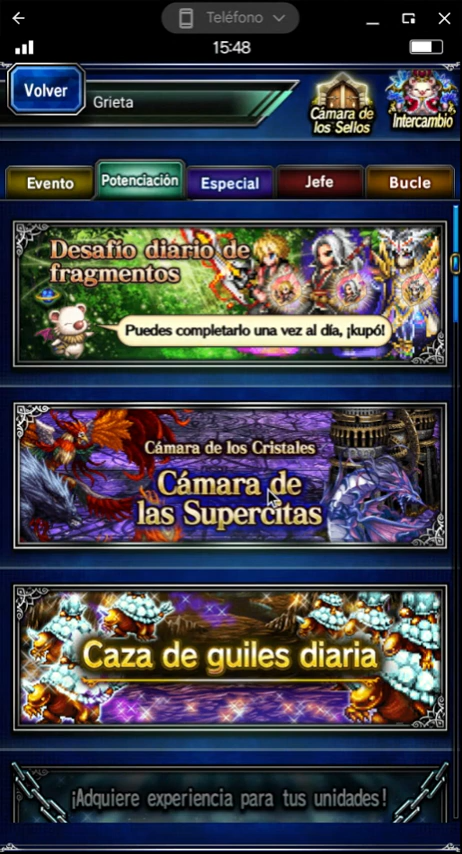 Teléfono
15:48
Volver
Grieta
Cámara de
los Sellos
Intercambio
Evento
Potenciación
Especial
Jefe
Bucle
Desafío diario de
fragmentos
Puedes completarlo una vez al día, ¡kupó!
Cámara de los Cristales
Cámara de
las Supercitas
Caza de guiles diaria
¡Adquiere experiencia para tus unidades!